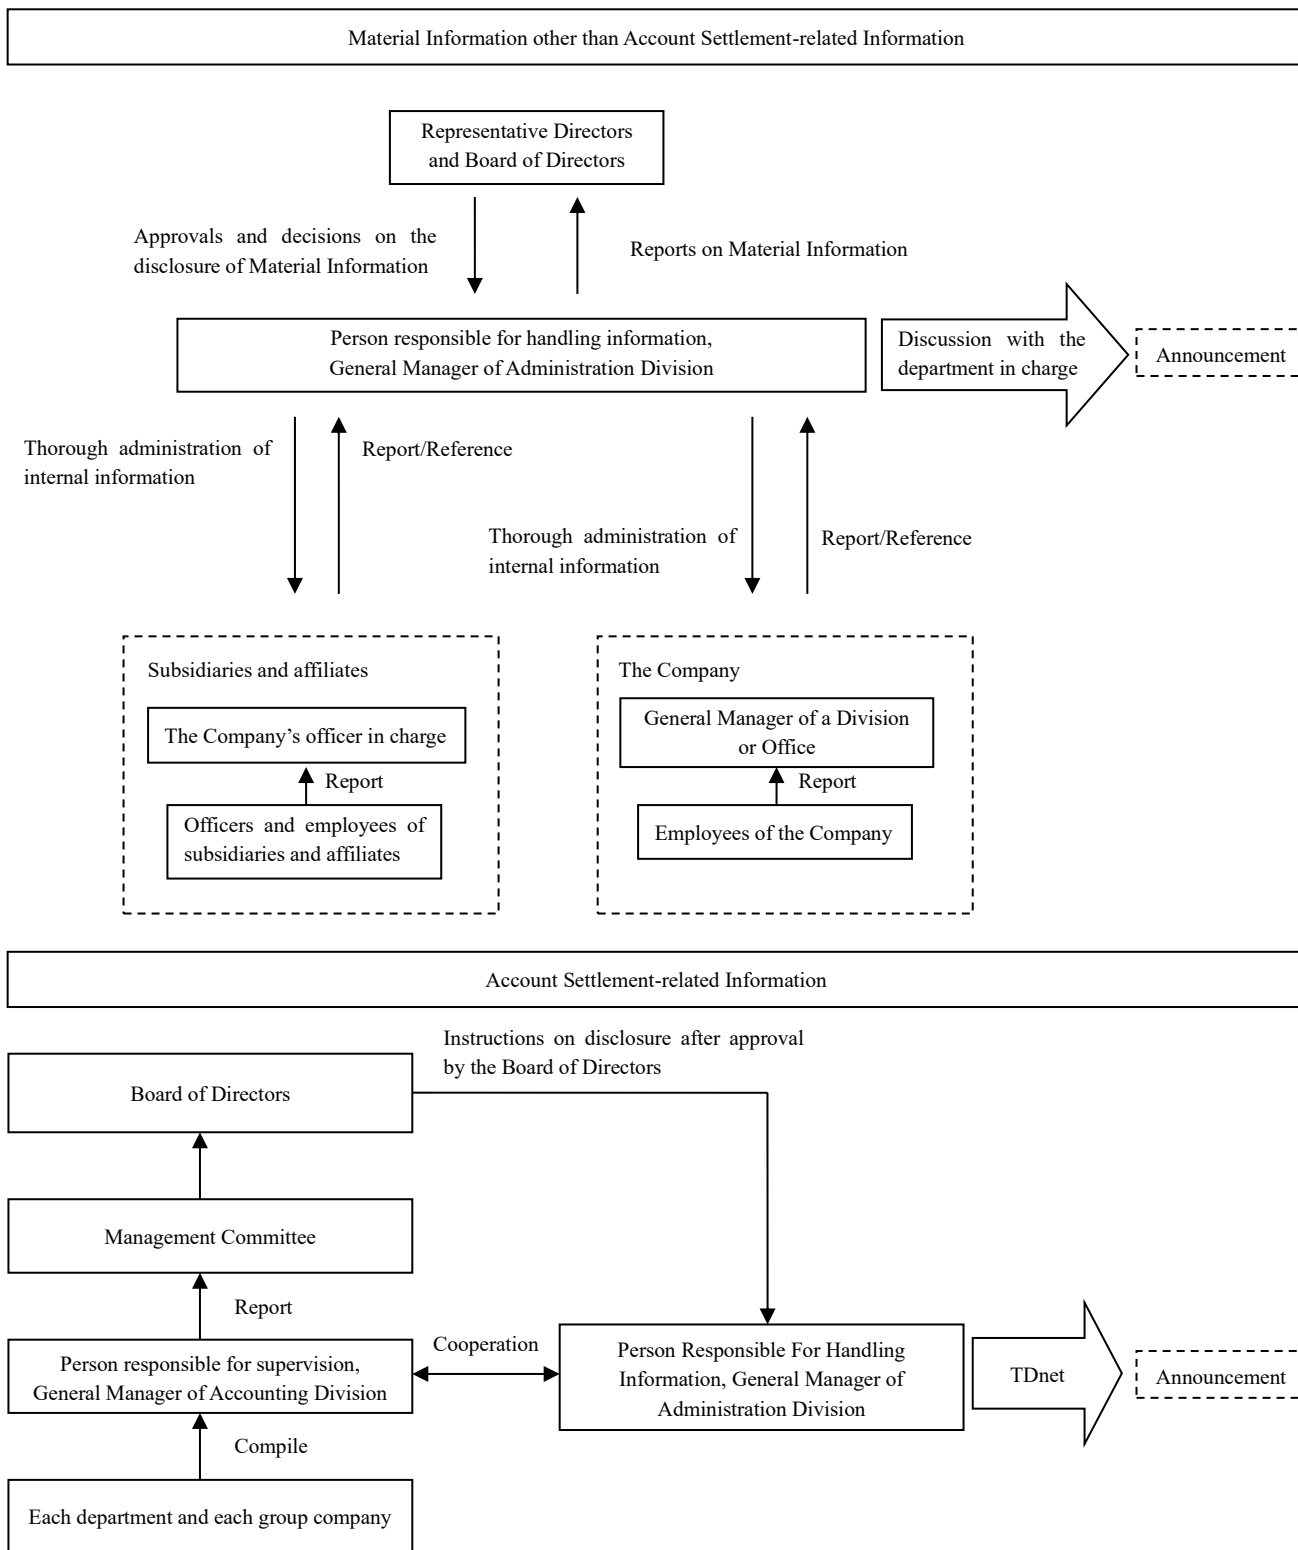 Material Information other than Account Settlement-related Information
Representative Directors
and Board of Directors
Approvals and decisions on the
disclosure of Material Information
Reports on Material Information
Person responsible for handling information,
General Manager of Administration Division
Discussion with the
department in charge
Announcement
Thorough administration of
internal information
Report/Reference
Thorough administration of
internal information
Report/Reference
Subsidiaries and affiliates
The Company’s officer in charge
Report
Officers and employees of
subsidiaries and affiliates
The Company
General Manager of a Division
or Office
Report
Employees of the Company
Account Settlement-related Information
Instructions on disclosure after approval
by the Board of Directors
Board of Directors
Management Committee
Report
Person responsible for supervision,
General Manager of Accounting Division
Cooperation
Person Responsible For Handling
Information, General Manager of
Administration Division
TDnet
Announcement
Compile
Each department and each group company